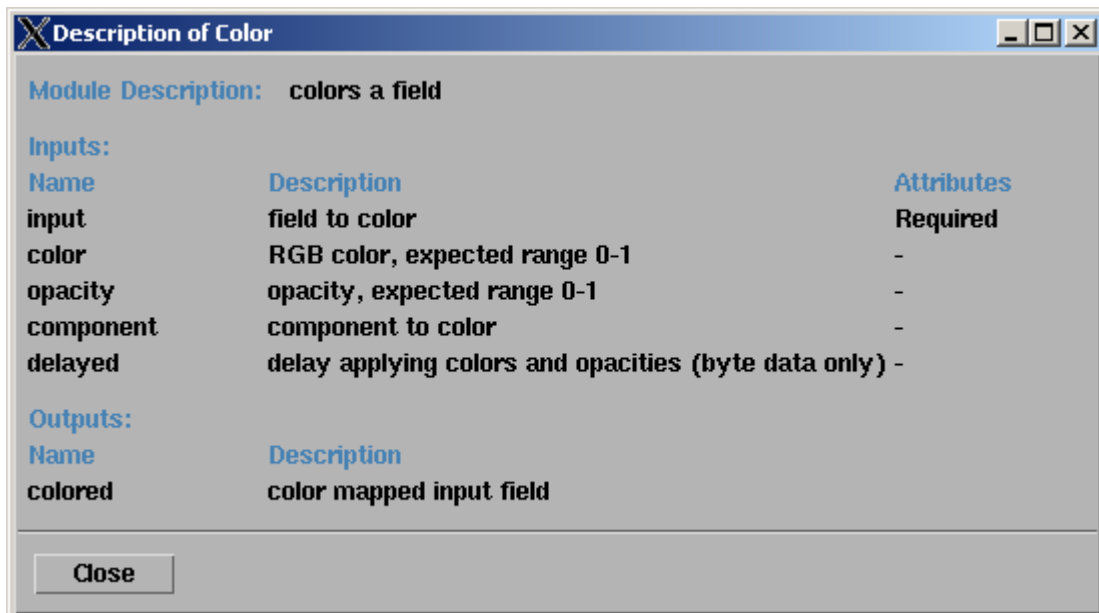 Description of Color
Module Description: colors a field
Inputs:
Name Description Attributes
input field to color Required
color RGB color, expected range 0-1 -
opacity opacity, expected range 0-1 -
component component to color -
delayed delay applying colors and opacities (byte data only) -
Outputs:
Name Description
colored color mapped input field
Close